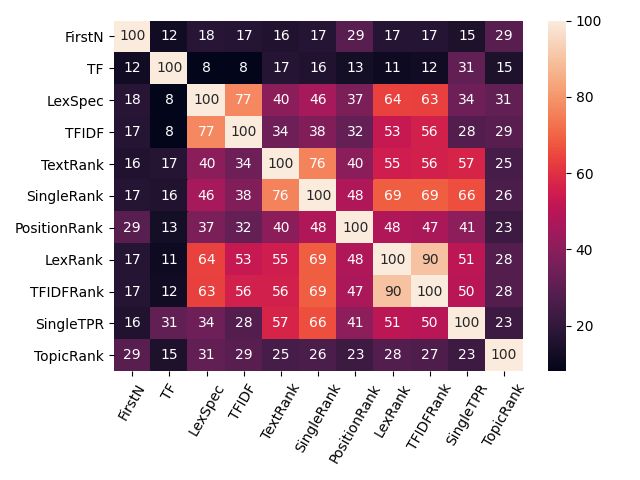 FirstN 100 12 18 17 16 17 29 17 17 15 29
TF 12 100 8 8 17 16 13 11 12 31 15
LexSpec 18 8 100 77 40 46 37 64 63 34 31
TFIDF 17 8 77 100 34 38 32 53 56 28 29
TextRank 16 17 40 34 100 76 40 55 56 57 25
SingleRank 17 16 46 38 76 100 48 69 69 66 26
PositionRank 29 13 37 32 40 48 100 48 47 41 23
LexRank 17 11 64 53 55 69 48 100 90 51 28
TFIDFRank 17 12 63 56 56 69 47 90 100 50 28
SingleTPR 16 31 34 28 57 66 41 51 50 100 23
TopicRank 29 15 31 29 25 26 23 28 27 23 100
FirstN TF LexSpec TFIDF TextRank SingleRank PositionRank LexRank TFIDFRank SingleTPR TopicRank
100
80
60
40
20